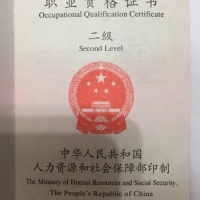 职业资格证书
Occupational Qualification Certificate
二级
Second Level
中华人民共和国
人力资源和社会保障部印制
The Ministry of Human Resources and Social Security,
The People's Republic of China